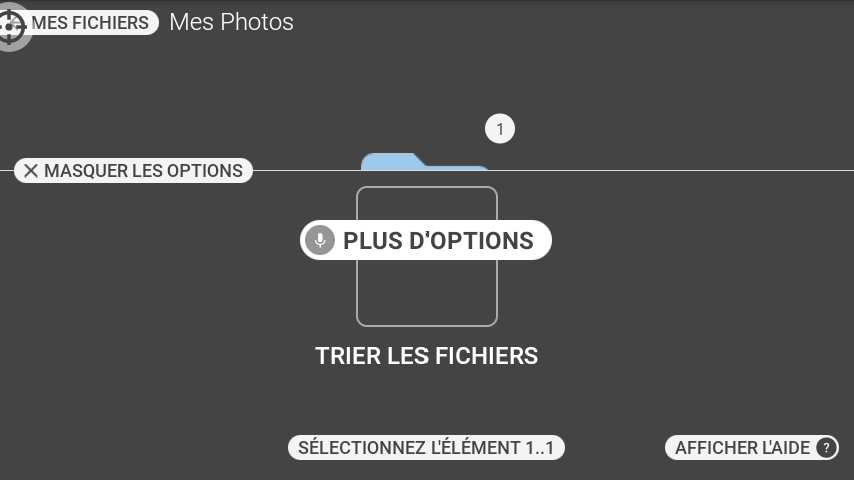 MES FICHIERS Mes Photos
1
MASQUER LES OPTIONS
PLUS D'OPTIONS
TRIER LES FICHIERS
SÉLECTIONNEZ L'ÉLÉMENT 1..1
AFFICHER L'AIDE ?